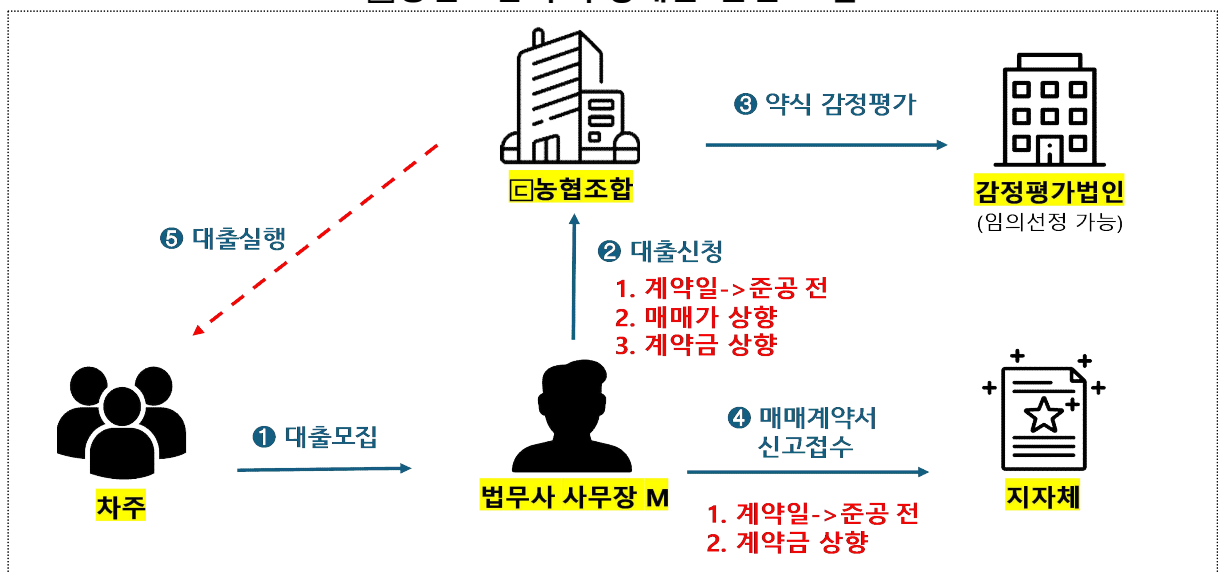 ❸ 약식 감정평가
🄂농협조합
감정평가법인
(임의선정 가능)
❺ 대출실행
❷ 대출신청
1. 계약일->준공 전
2. 매매가 상향
3. 계약금 상향
❶ 대출모집
❹ 매매계약서
신고접수
차주
법무사 사무장 M
지자체
1. 계약일->준공 전
2. 계약금 상향